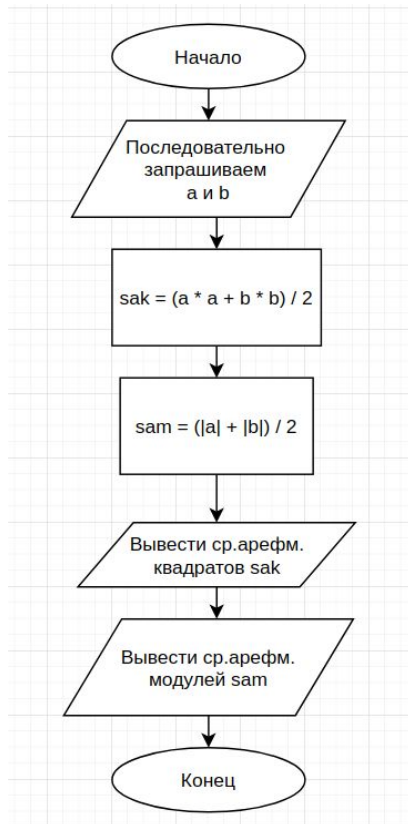 Начало
Последовательно
запрашиваем
a и b
sak = (a * a + b * b) / 2
sam = (|a| + |b|) / 2
Вывести ср.арефм.
квадратов sak
Вывести ср.арефм.
модулей sam
Конец